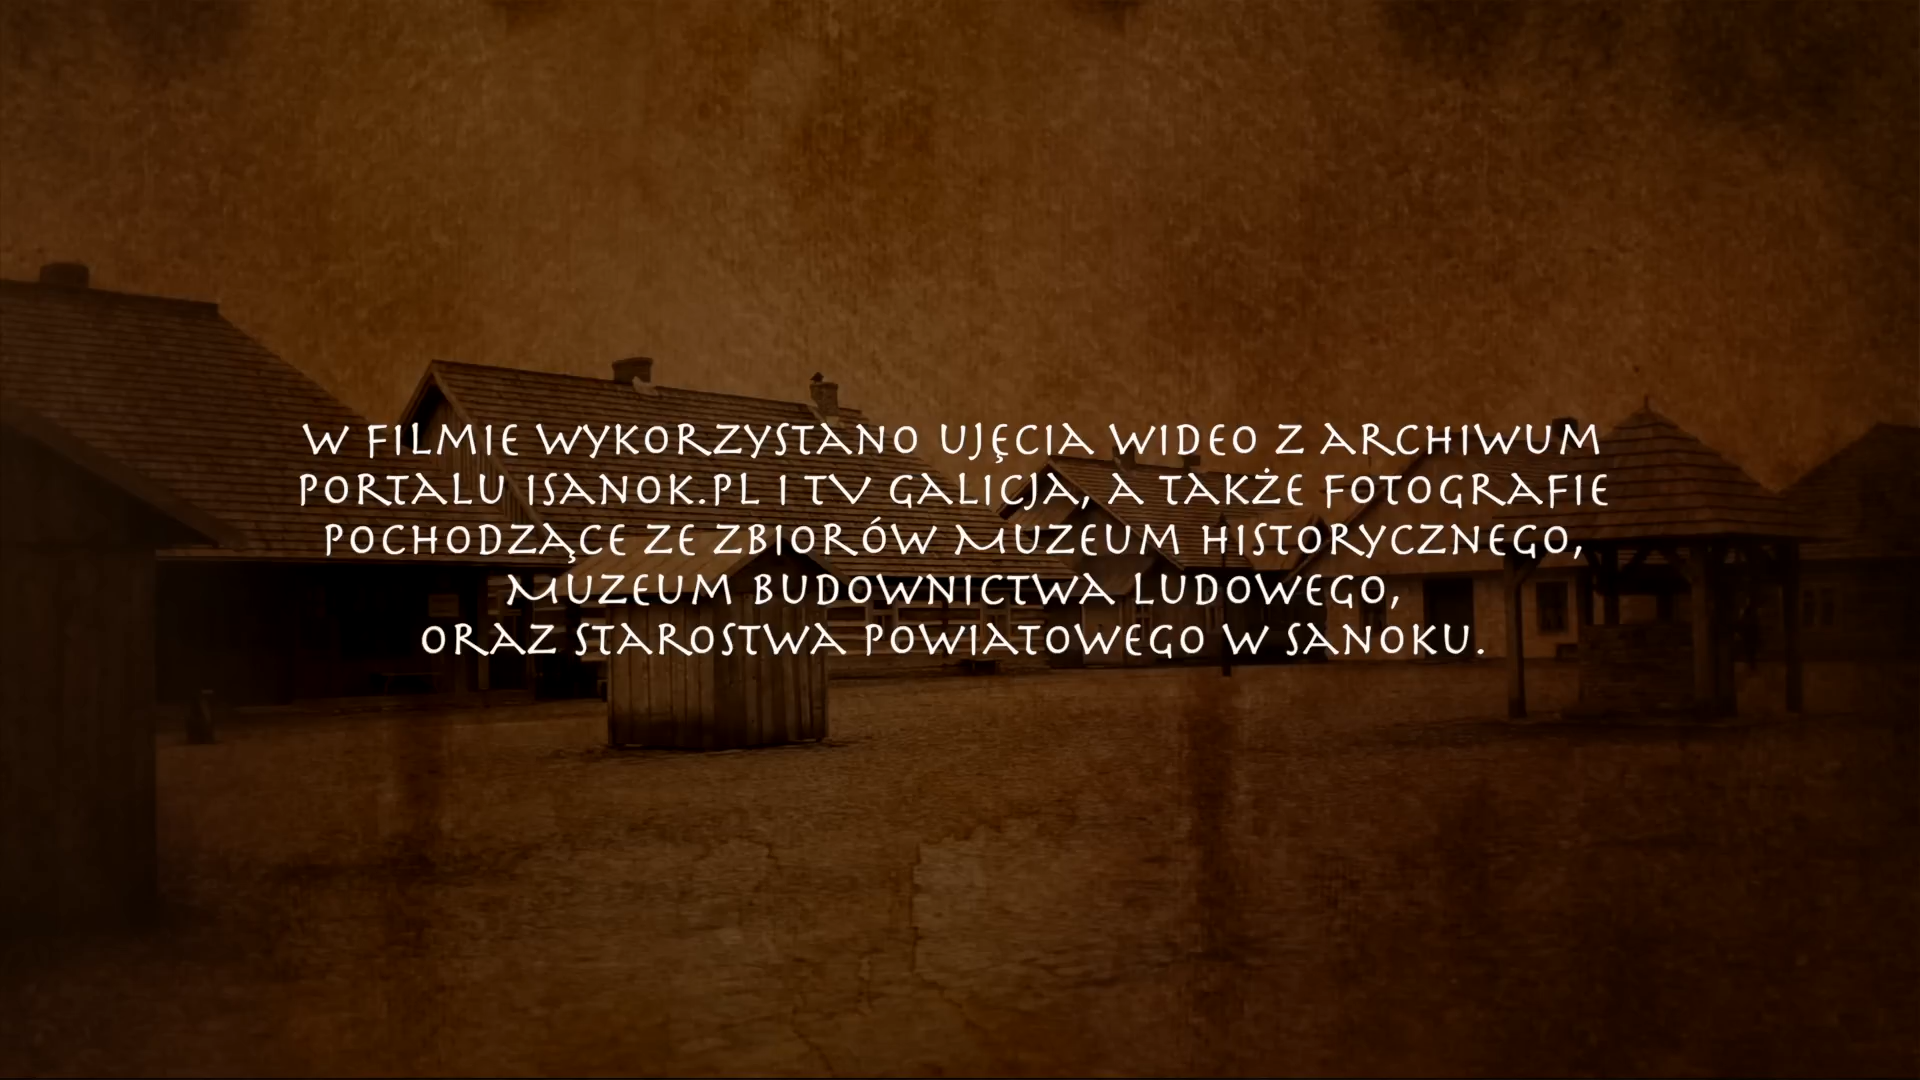 W FILMIE WYKORZYSTANO UJĘCIA WIDEO Z ARCHIWUM
PORTALU ISANOK.PL I TV GALICJA, A TAKŻE FOTOGRAFIE
POCHODZĄCE ZE ZBIORÓW MUZEUM HISTORYCZNEGO,
MUZEUM BUDOWNICTWA LUDOWEGO,
ORAZ STAROSTWA POWIATOWEGO W SANOKU.